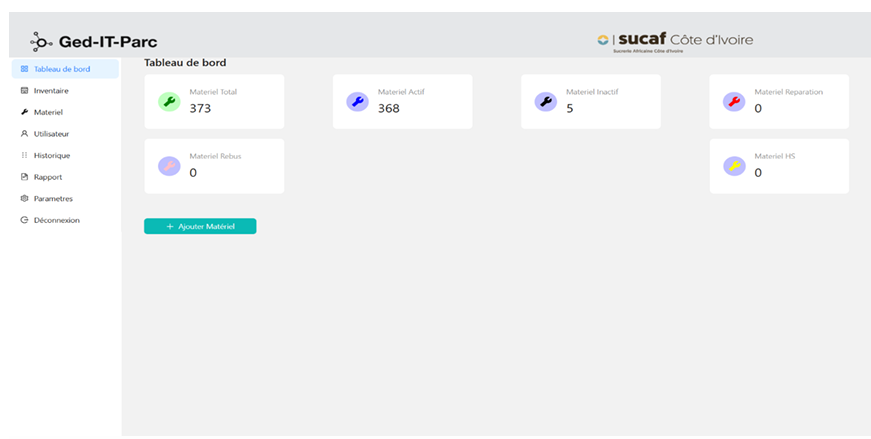 Ged-IT-Parc
sucaf Côte d'Ivoire
Sucrerie Africaine Côte d'Ivoire
Tableau de bord
Inventaire
Materiel
Utilisateur
Historique
Rapport
Parametres
Déconnexion
Tableau de bord
Materiel Total
373
Materiel Actif
368
Materiel Inactif
5
Materiel Reparation
0
Materiel Rebus
0
Materiel HS
0
+ Ajouter Matériel